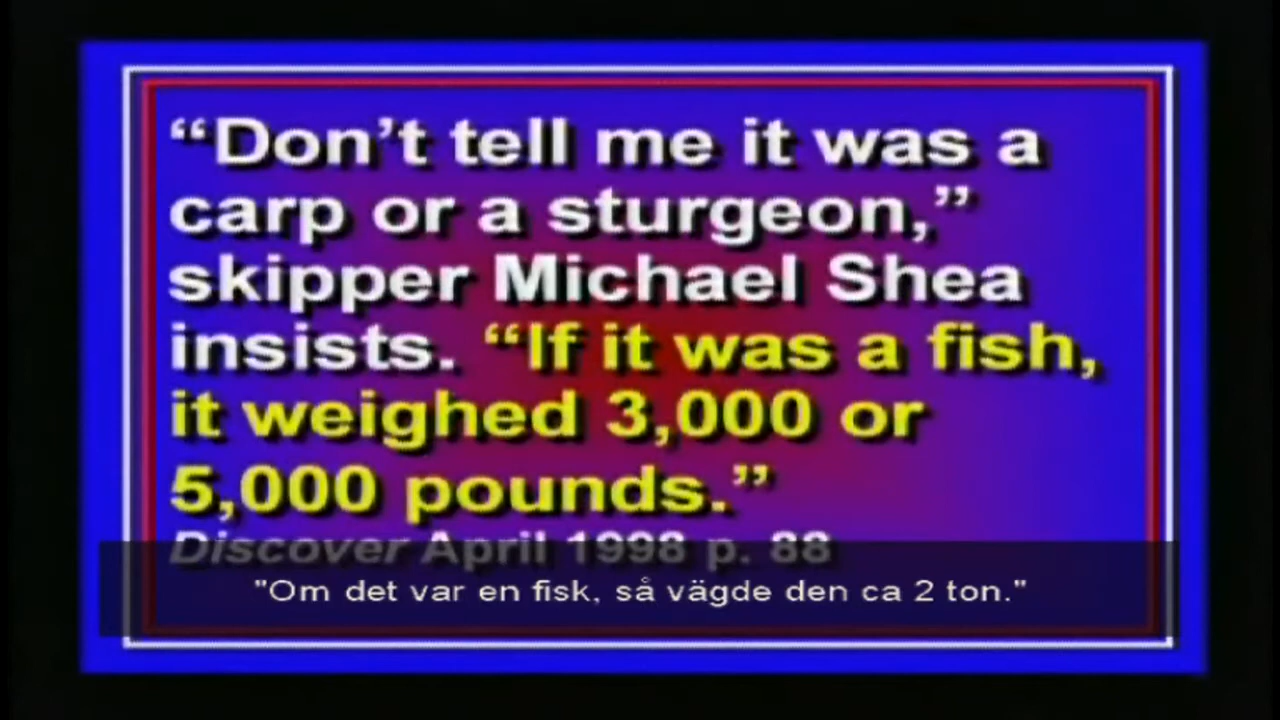 “Don’t tell me it was a
carp or a sturgeon,”
skipper Michael Shea
insists. “If it was a fish,
it weighed 3,000 or
5,000 pounds.”
Discover April 1998 p. 88
"Om det var en fisk, så vägde den ca 2 ton."